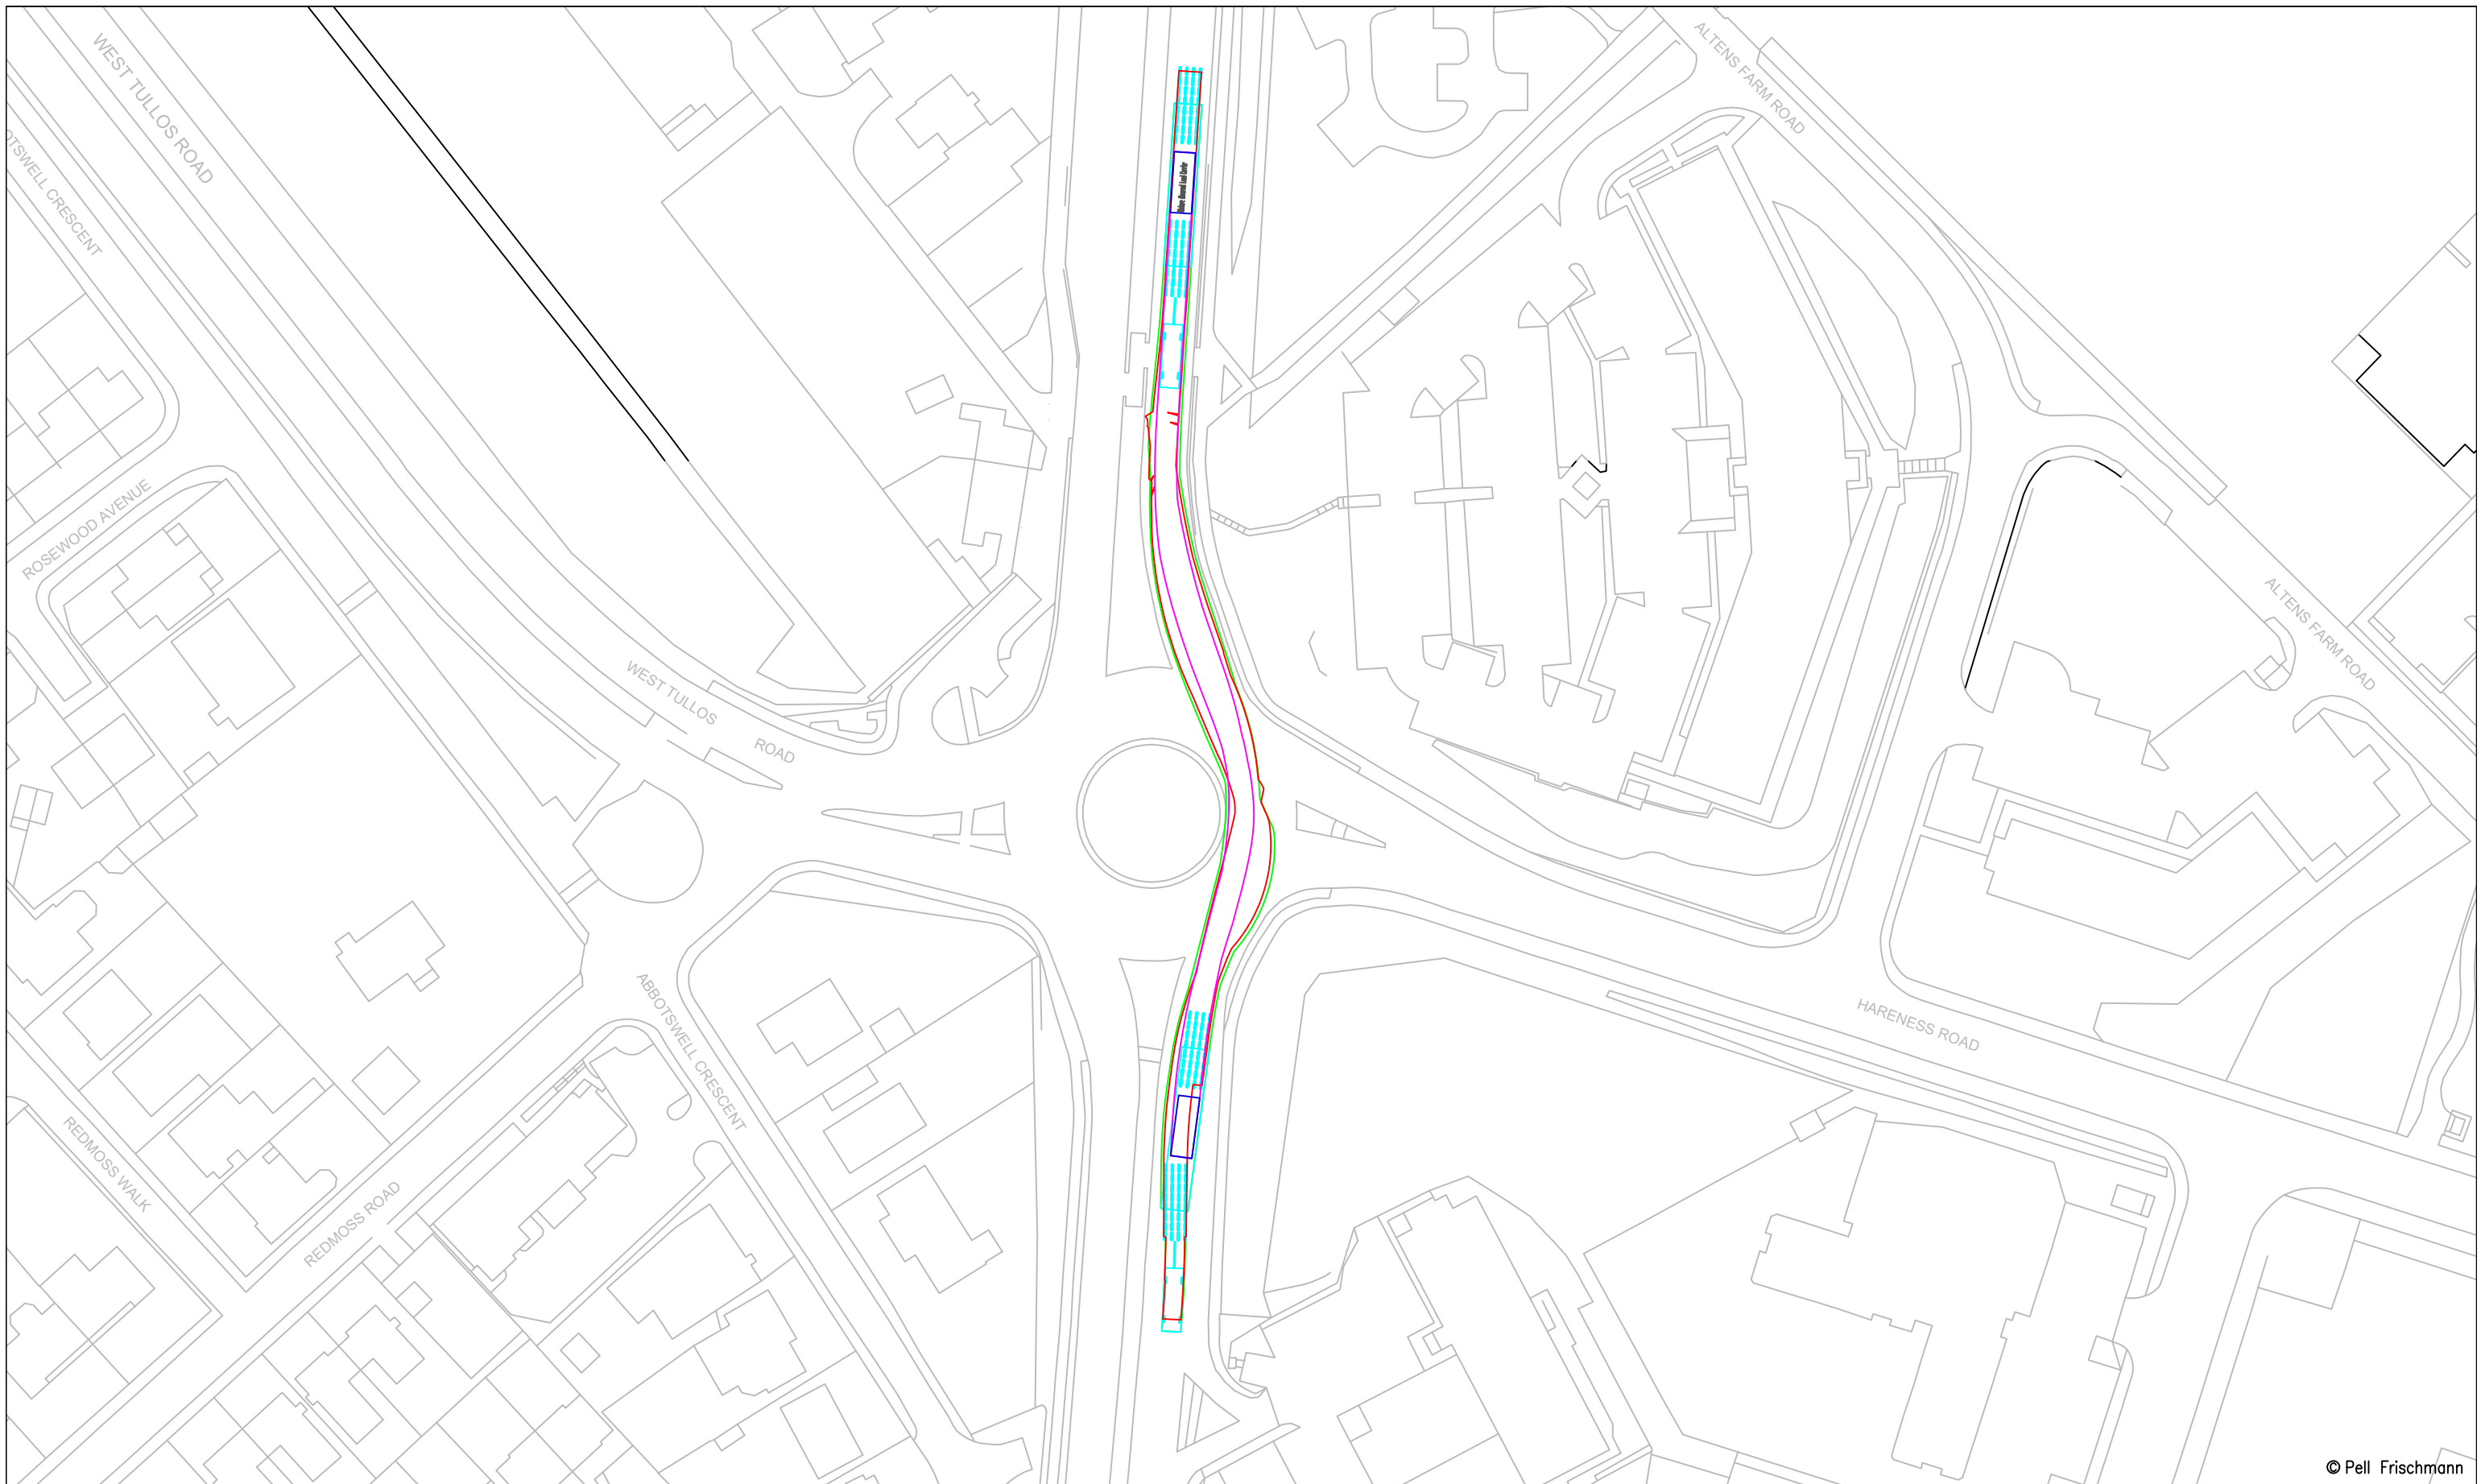 WEST TULLOS ROAD
ALTENS FARM ROAD
OTSWELL CRESCENT
ROSEWOOD AVENUE
ALTENS FARM ROAD
WEST TULLOS
ROAD
HARENESS ROAD
ABBOTSWELL CRESCENT
REDMOSS WALK
REDMOSS ROAD
© Pell Frischmann